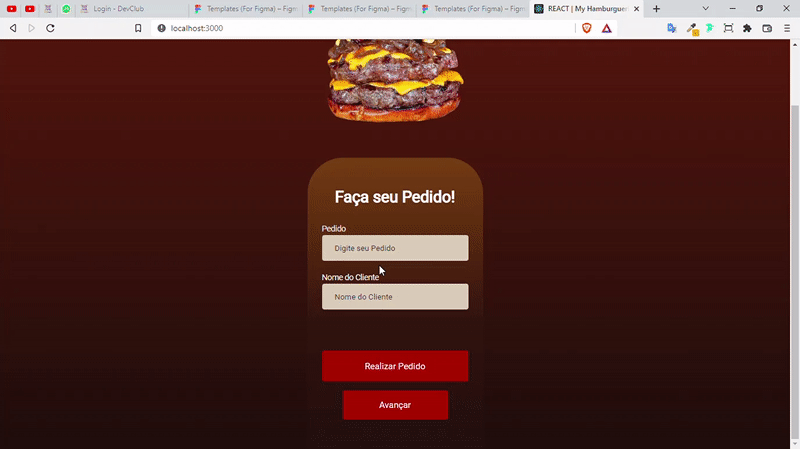 Login - DevClub
Templates (For Figma) – Figm
Templates (For Figma) – Figm
Templates (For Figma) – Figm
REACT | My Hamburguer
localhost:3000
Faça seu Pedido!
Pedido
Digite seu Pedido
Nome do Cliente
Nome do Cliente
Realizar Pedido
Avançar